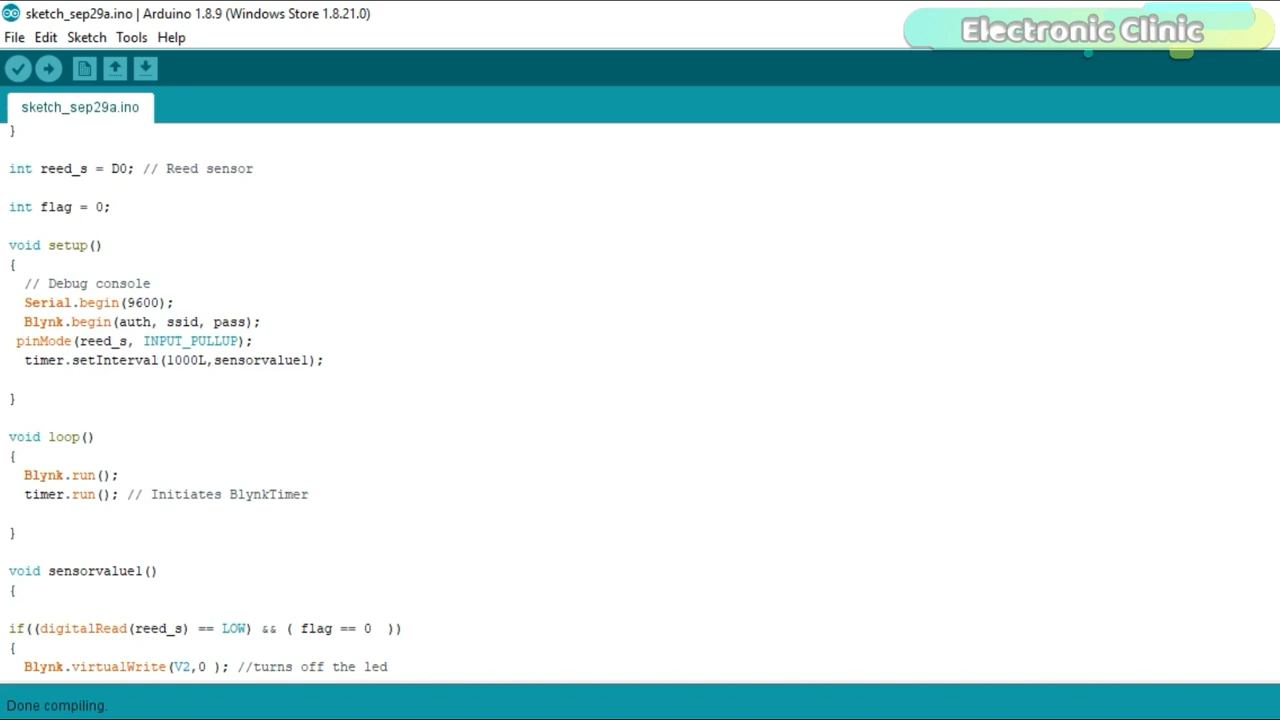 sketch_sep29a.ino | Arduino 1.8.9 (Windows Store 1.8.21.0)
Electronic Clinic
File Edit Sketch Tools Help
sketch_sep29a.ino
}
int reed_s = D0; // Reed sensor
int flag = 0;
void setup()
{
// Debug console
Serial.begin(9600);
Blynk.begin(auth, ssid, pass);
pinMode(reed_s, INPUT_PULLUP);
timer.setInterval(1000L,sensorvalue1);
}
void loop()
{
Blynk.run();
timer.run(); // Initiates BlynkTimer
}
void sensorvalue1()
{
if((digitalRead(reed_s) == LOW) && ( flag == 0 ))
{
Blynk.virtualWrite(V2,0 ); //turns off the led
Done compiling.